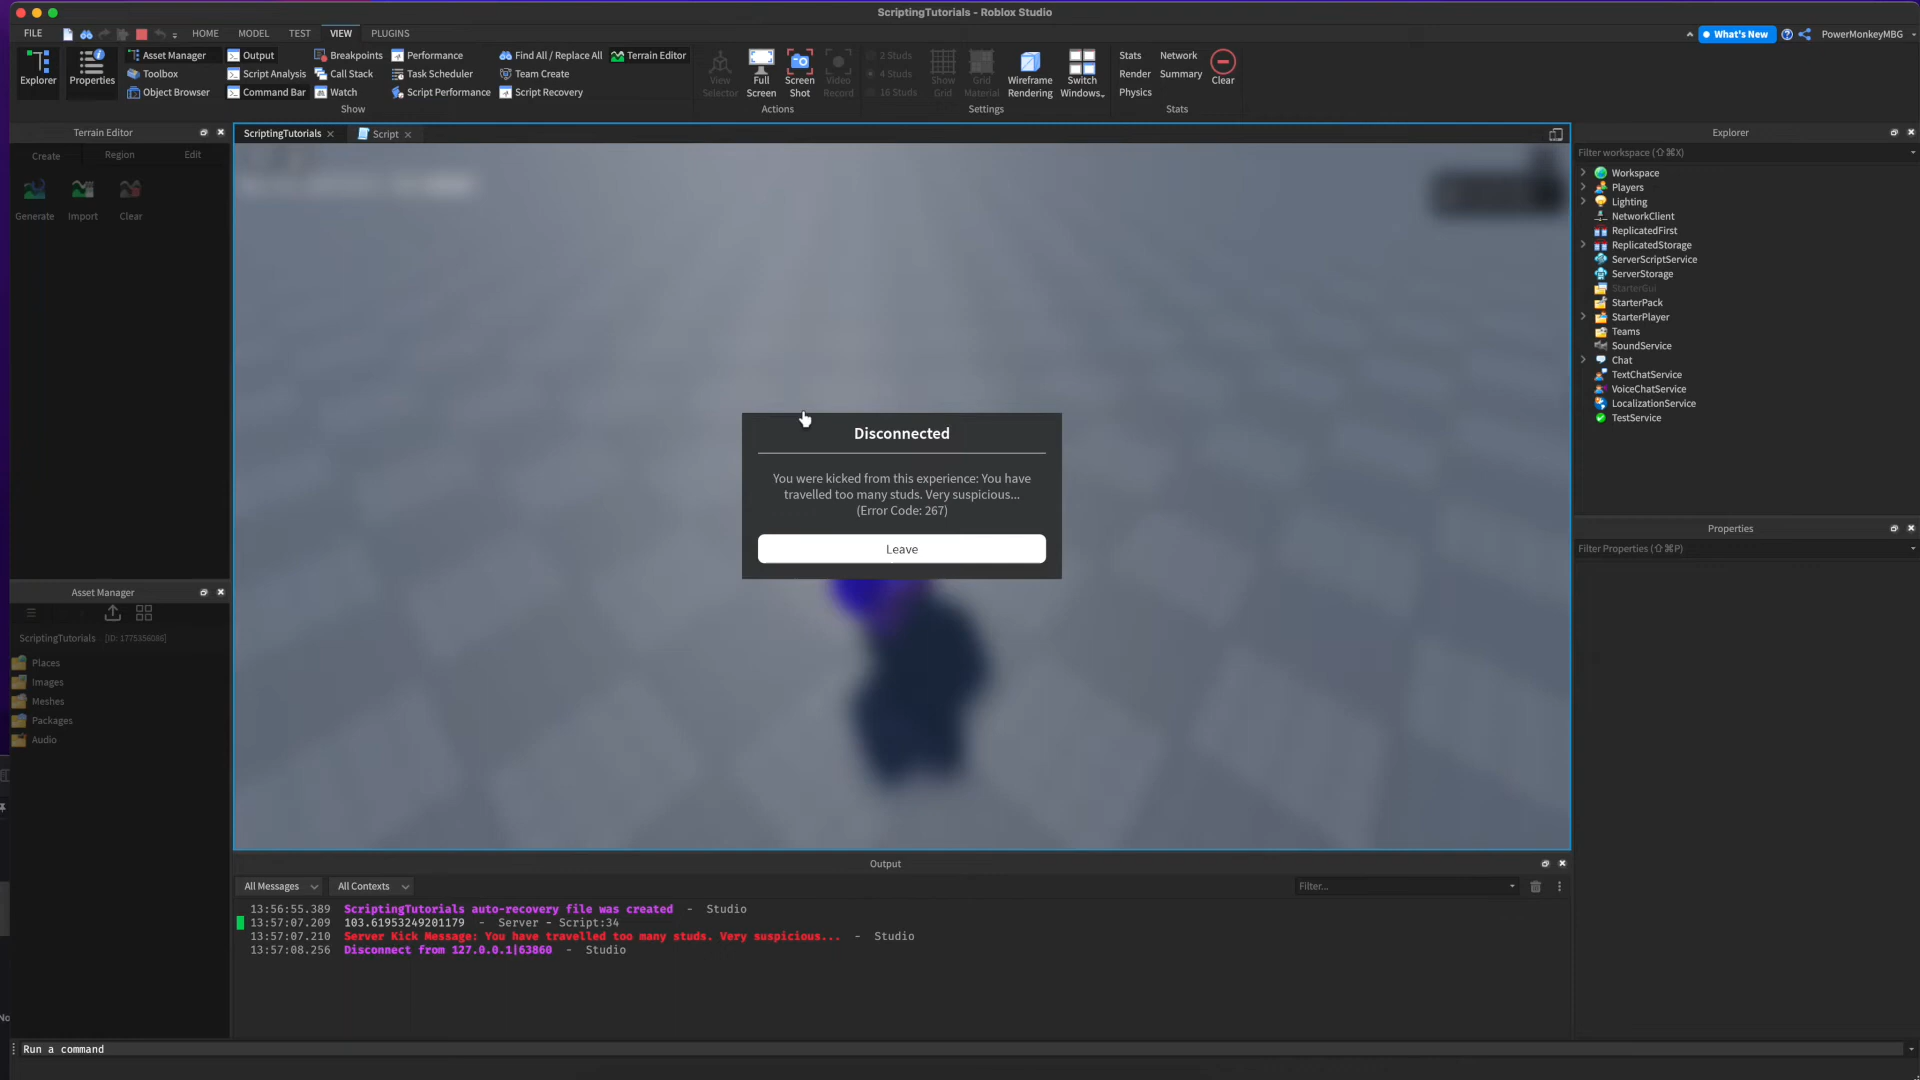 ScriptingTutorials - Roblox Studio
FILE HOME MODEL TEST VIEW PLUGINS What's New PowerMonkeyMBG
Explorer
Properties
Asset Manager
Toolbox
Object Browser
Output
Script Analysis
Command Bar
Breakpoints
Call Stack
Watch
Performance
Task Scheduler
Script Performance
Find All / Replace All
Team Create
Script Recovery
Terrain Editor
Show
View Selector
Full Screen
Screen Shot
Video Record
Actions
2 Studs
4 Studs
16 Studs
Show Grid
Grid Material
Wireframe Rendering
Switch Windows
Settings
Stats
Render
Physics
Network
Summary
Clear
Stats
Terrain Editor
Create Region Edit
Generate Import Clear
ScriptingTutorials Script
Disconnected
You were kicked from this experience: You have
travelled too many studs. Very suspicious...
(Error Code: 267)
Leave
Explorer
Filter workspace (⇧⌘X)
Workspace
Players
Lighting
NetworkClient
ReplicatedFirst
ReplicatedStorage
ServerScriptService
ServerStorage
StarterGui
StarterPack
StarterPlayer
Teams
SoundService
Chat
TextChatService
VoiceChatService
LocalizationService
TestService
Properties
Filter Properties (⇧⌘P)
Asset Manager
ScriptingTutorials [ID: 1775356086]
Places
Images
Meshes
Packages
Audio
Output
All Messages All Contexts Filter...
13:56:55.389 ScriptingTutorials auto-recovery file was created - Studio
13:57:07.209 103.61953249201179 - Server - Script:34
13:57:07.210 Server Kick Message: You have travelled too many studs. Very suspicious... - Studio
13:57:08.256 Disconnect from 127.0.0.1|63860 - Studio
Run a command